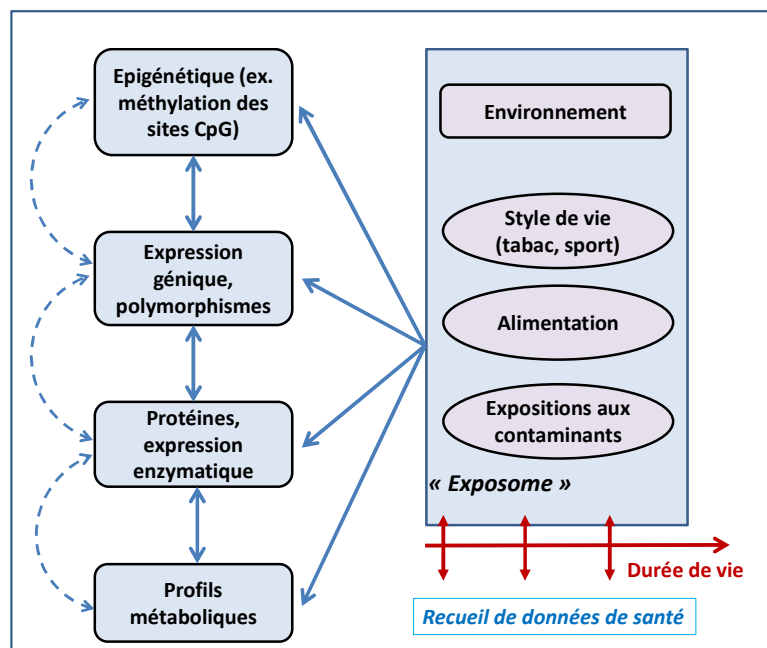 Epigénétique (ex.
méthylation des
sites CpG)
Expression
génique,
polymorphismes
Protéines,
expression
enzymatique
Profils
métaboliques
Environnement
Style de vie
(tabac, sport)
Alimentation
Expositions aux
contaminants
« Exposome »
Durée de vie
Recueil de données de santé